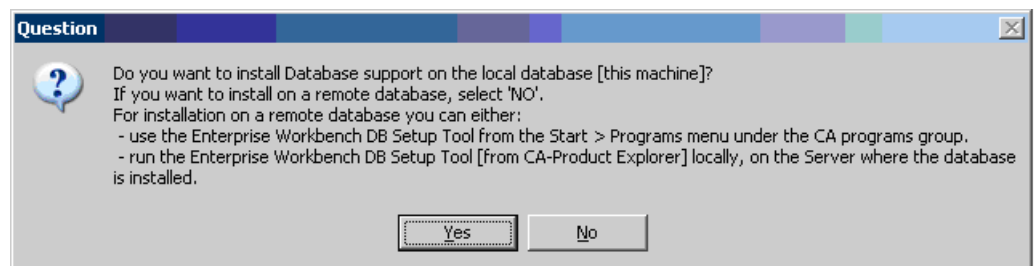 Question
Do you want to install Database support on the local database [this machine]?
If you want to install on a remote database, select 'NO'.
For installation on a remote database you can either:
- use the Enterprise Workbench DB Setup Tool from the Start > Programs menu under the CA programs group.
- run the Enterprise Workbench DB Setup Tool [from CA-Product Explorer] locally, on the Server where the database
is installed.
Yes
No